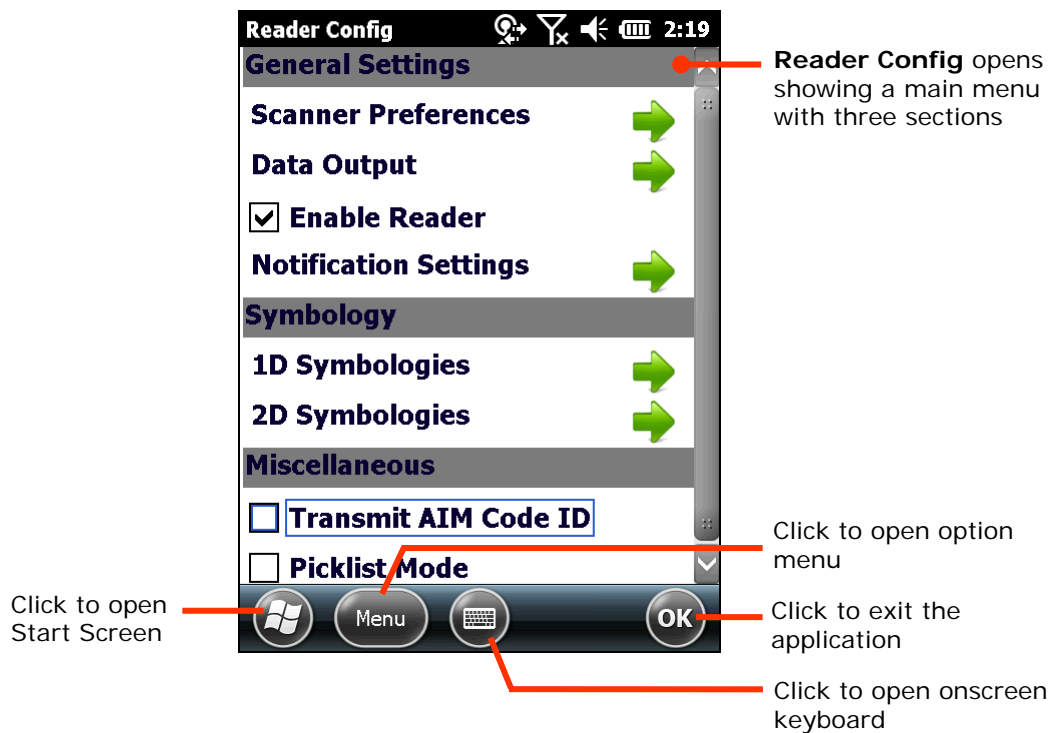 Reader Config 2:19
General Settings
Scanner Preferences
Data Output
Enable Reader
Notification Settings
Symbology
1D Symbologies
2D Symbologies
Miscellaneous
Transmit AIM Code ID
Picklist Mode
Menu
OK
Reader Config opens
showing a main menu
with three sections
Click to open option
menu
Click to open
Start Screen
Click to exit the
application
Click to open onscreen
keyboard